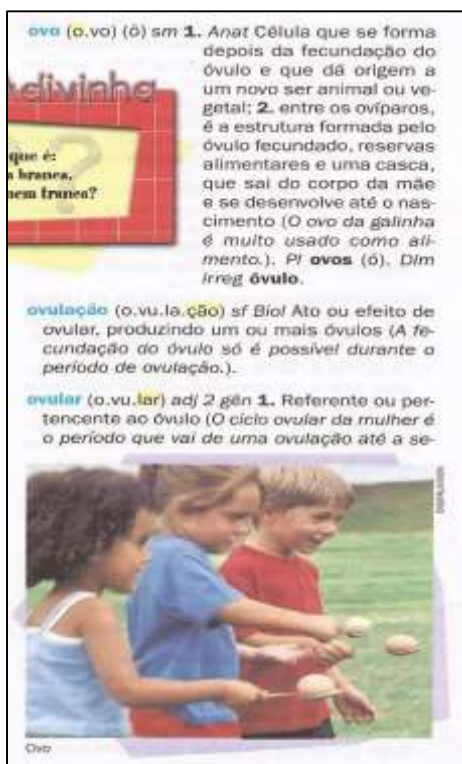 ovo (o.vo) (ô) sm 1. Anat Célula que se forma
depois da fecundação do
óvulo e que dá origem a
um novo ser animal ou ve-
getal; 2. entre os ovíparos,
é a estrutura formada pelo
óvulo fecundado, reservas
alimentares e uma casca,
que sai do corpo da mãe
e se desenvolve até o nas-
cimento (O ovo da galinha
é muito usado como ali-
mento.). Pl ovos (ó). Dim
irreg óvulo.
Adivinha
que é:
branca,
nem tranca?
ovulação (o.vu.la.ção) sf Biol Ato ou efeito de
ovular, produzindo um ou mais óvulos (A fe-
cundação do óvulo só é possível durante o
período de ovulação.).
ovular (o.vu.lar) adj 2 gên 1. Referente ou per-
tencente ao óvulo (O ciclo ovular da mulher é
o período que vai de uma ovulação até a se-
Ovo